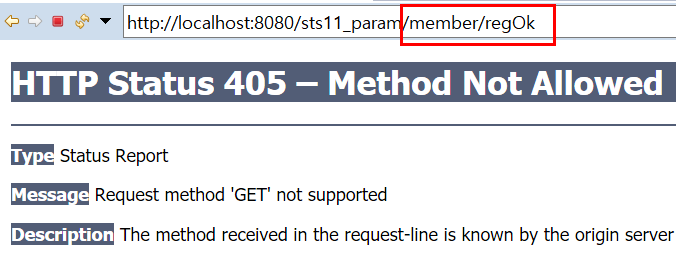 http://localhost:8080/sts11_param/member/regOk
HTTP Status 405 – Method Not Allowed
Type Status Report
Message Request method 'GET' not supported
Description The method received in the request-line is known by the origin server